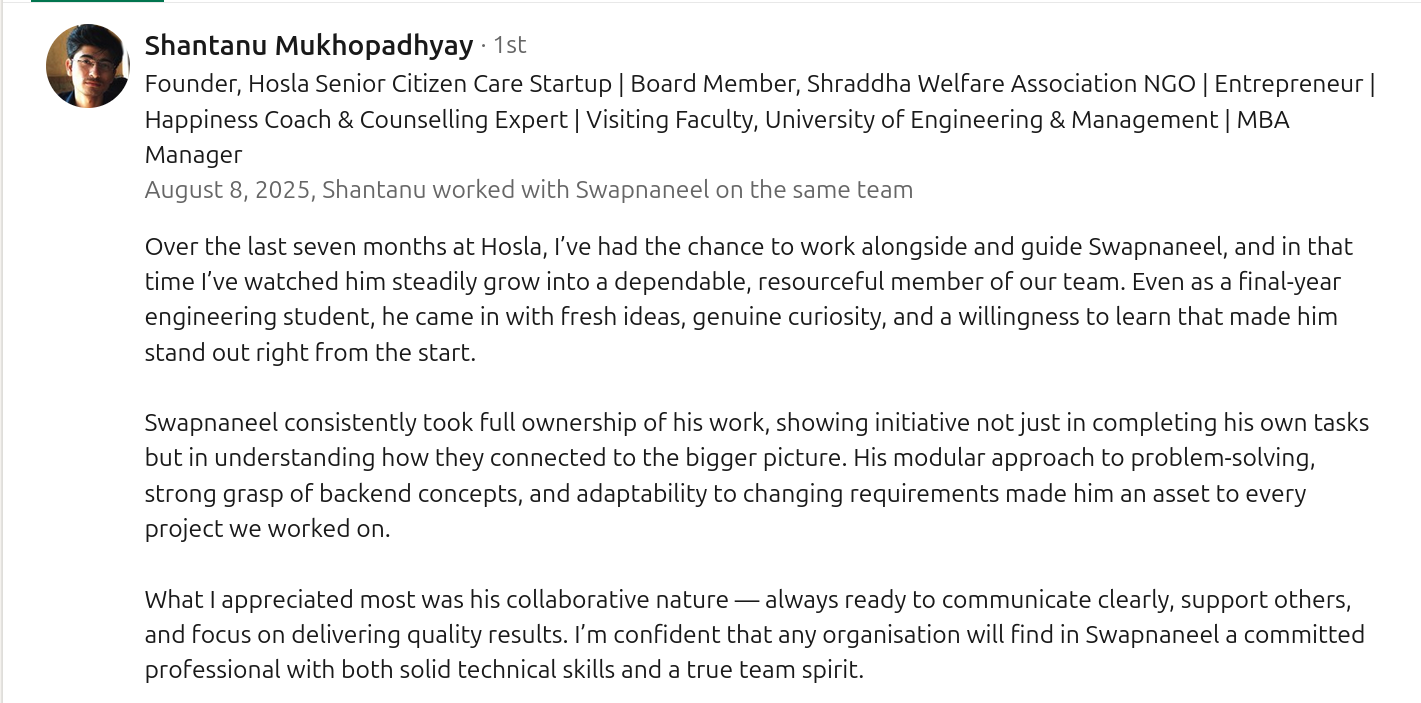 Shantanu Mukhopadhyay · 1st
Founder, Hosla Senior Citizen Care Startup | Board Member, Shraddha Welfare Association NGO | Entrepreneur |
Happiness Coach & Counselling Expert | Visiting Faculty, University of Engineering & Management | MBA
Manager
August 8, 2025, Shantanu worked with Swapnaneel on the same team
Over the last seven months at Hosla, I’ve had the chance to work alongside and guide Swapnaneel, and in that
time I’ve watched him steadily grow into a dependable, resourceful member of our team. Even as a final-year
engineering student, he came in with fresh ideas, genuine curiosity, and a willingness to learn that made him
stand out right from the start.
Swapnaneel consistently took full ownership of his work, showing initiative not just in completing his own tasks
but in understanding how they connected to the bigger picture. His modular approach to problem-solving,
strong grasp of backend concepts, and adaptability to changing requirements made him an asset to every
project we worked on.
What I appreciated most was his collaborative nature — always ready to communicate clearly, support others,
and focus on delivering quality results. I’m confident that any organisation will find in Swapnaneel a committed
professional with both solid technical skills and a true team spirit.